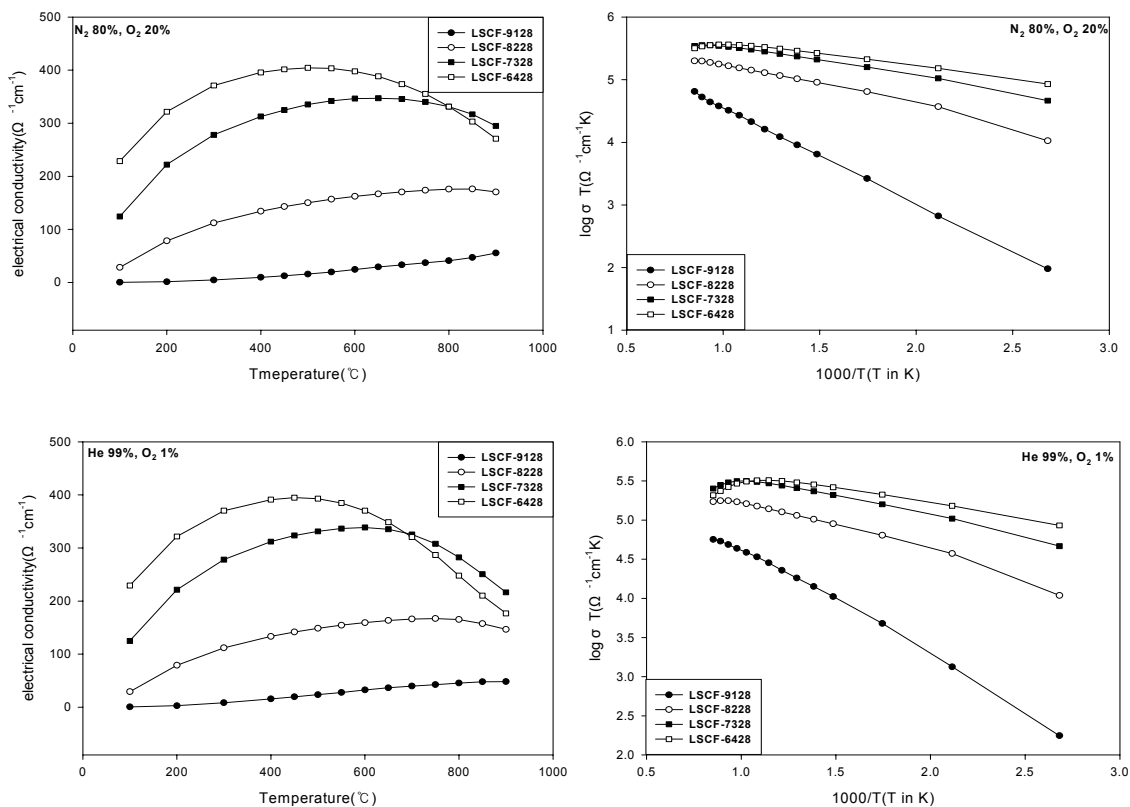 500
400
300
200
100
0
electrical conductivity(Ω⁻¹cm⁻¹)
N₂ 80%, O₂ 20%
LSCF-9128
LSCF-8228
LSCF-7328
LSCF-6428
0 200 400 600 800 1000
Tmeperature(℃)
6
5
4
3
2
1
log σ T(Ω⁻¹cm⁻¹K)
N₂ 80%, O₂ 20%
LSCF-9128
LSCF-8228
LSCF-7328
LSCF-6428
0.5 1.0 1.5 2.0 2.5 3.0
1000/T(T in K)
500
400
300
200
100
0
electrical conductivity(Ω⁻¹cm⁻¹)
He 99%, O₂ 1%
LSCF-9128
LSCF-8228
LSCF-7328
LSCF-6428
0 200 400 600 800 1000
Temperature(℃)
6.0
5.5
5.0
4.5
4.0
3.5
3.0
2.5
2.0
log σ T(Ω⁻¹cm⁻¹K)
He 99%, O₂ 1%
LSCF-9128
LSCF-8228
LSCF-7328
LSCF-6428
0.5 1.0 1.5 2.0 2.5 3.0
1000/T(T in K)